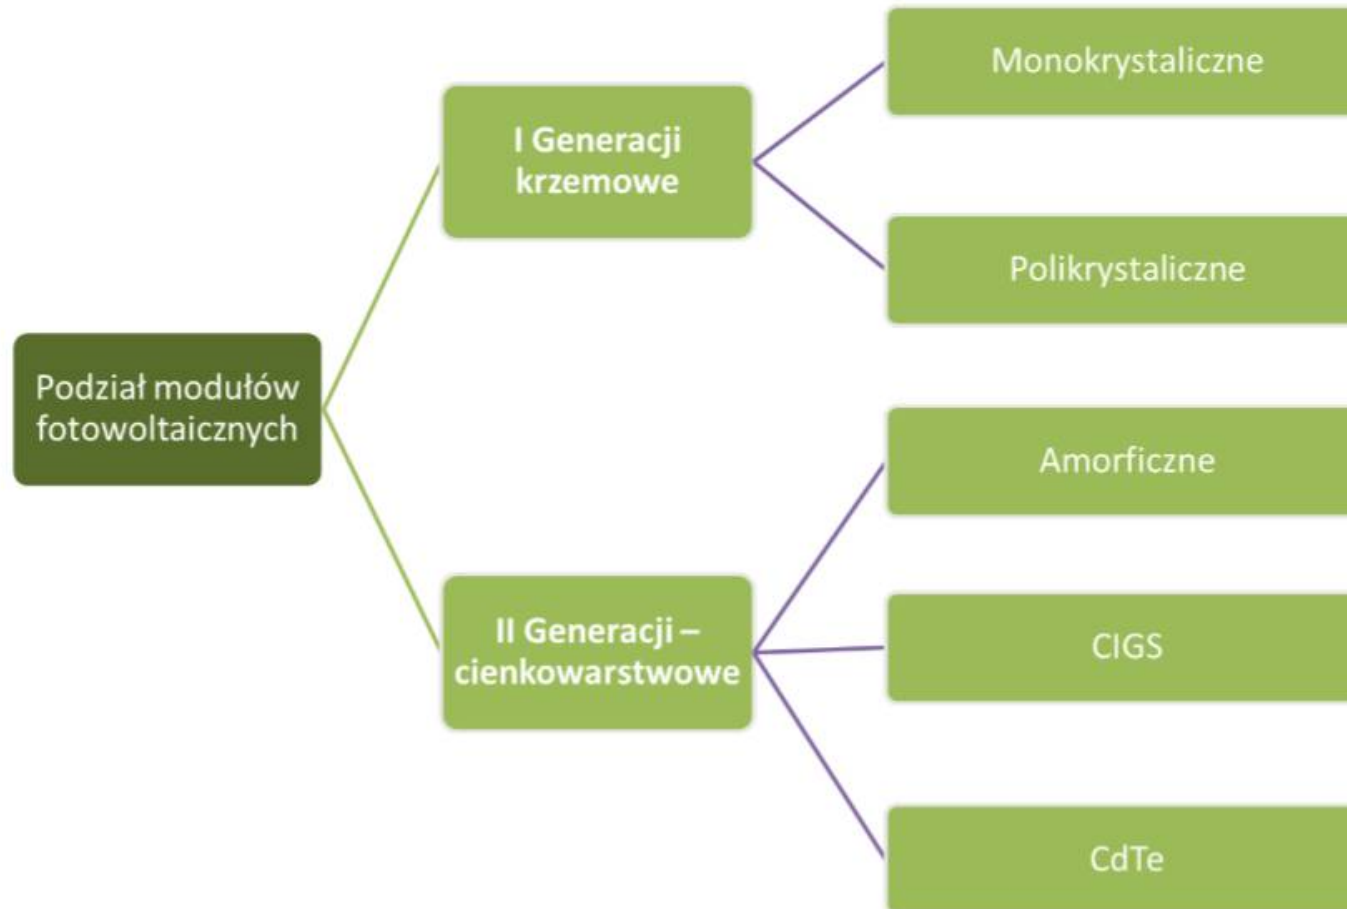 Podział modułów
fotowoltaicznych
I Generacji
krzemowe
Monokrystaliczne
Polikrystaliczne
II Generacji –
cienkowarstwowe
Amorficzne
CIGS
CdTe